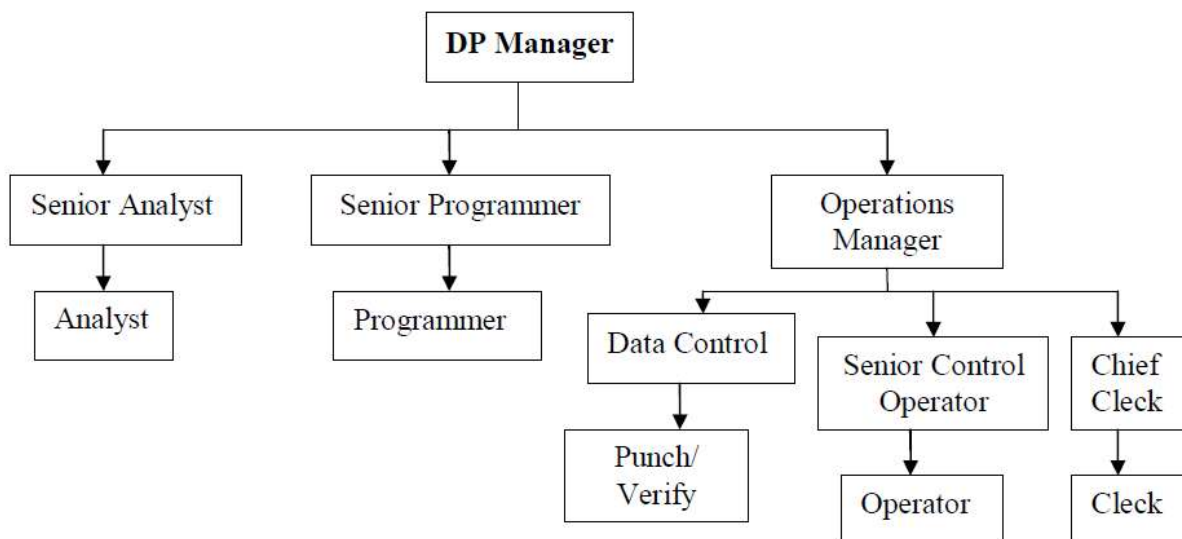 DP Manager
Senior Analyst
Senior Programmer
Operations
Manager
Analyst
Programmer
Data Control
Senior Control
Operator
Chief
Cleck
Punch/
Verify
Operator
Cleck